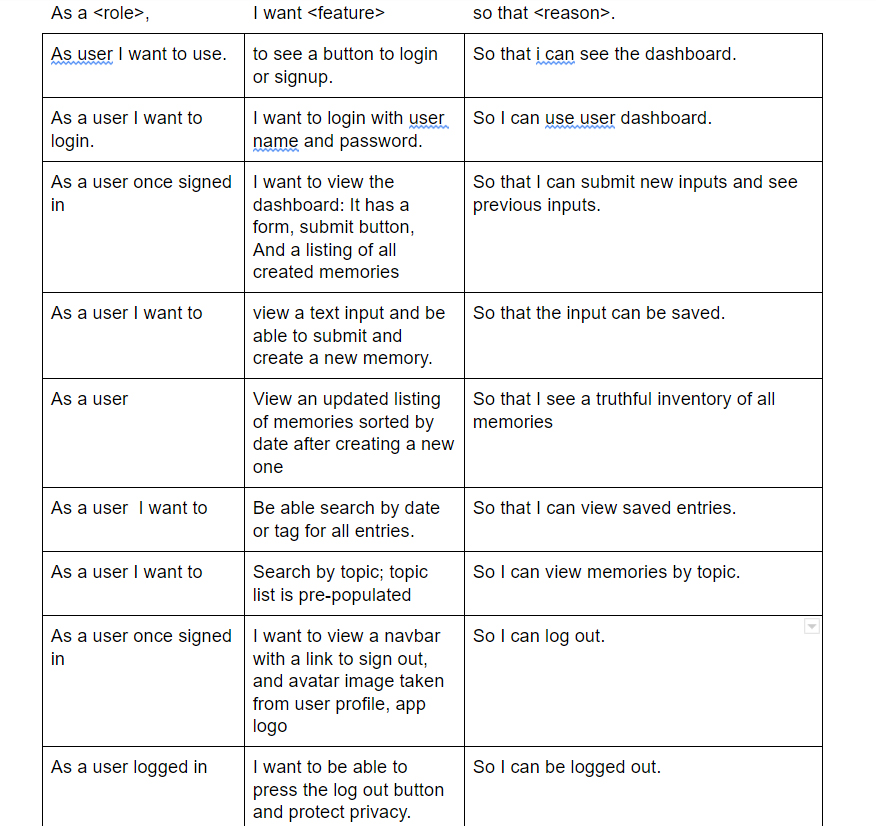 As a <role>, I want <feature> so that <reason>.
As user I want to use. to see a button to login So that i can see the dashboard.
or signup.
As a user I want to I want to login with user So I can use user dashboard.
login. name and password.
As a user once signed I want to view the So that I can submit new inputs and see
in dashboard: It has a previous inputs.
form, submit button,
And a listing of all
created memories
As a user I want to view a text input and be So that the input can be saved.
able to submit and
create a new memory.
As a user View an updated listing So that I see a truthful inventory of all
of memories sorted by memories
date after creating a new
one
As a user  I want to Be able search by date So that I can view saved entries.
or tag for all entries.
As a user I want to Search by topic; topic So I can view memories by topic.
list is pre-populated
As a user once signed I want to view a navbar So I can log out.
in with a link to sign out,
and avatar image taken
from user profile, app
logo
As a user logged in I want to be able to So I can be logged out.
press the log out button
and protect privacy.